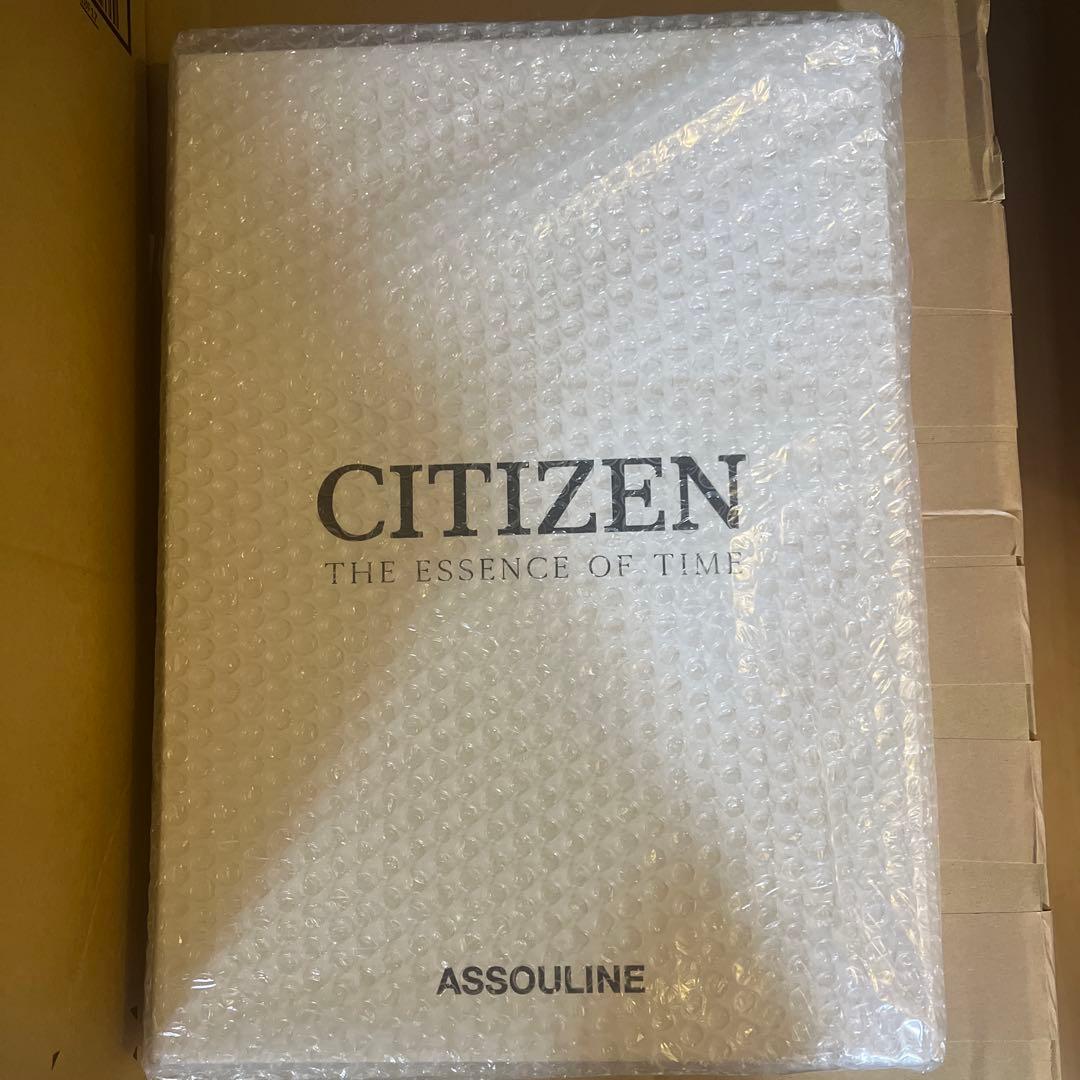 CITIZEN
THE ESSENCE OF TIME
ASSOULINE